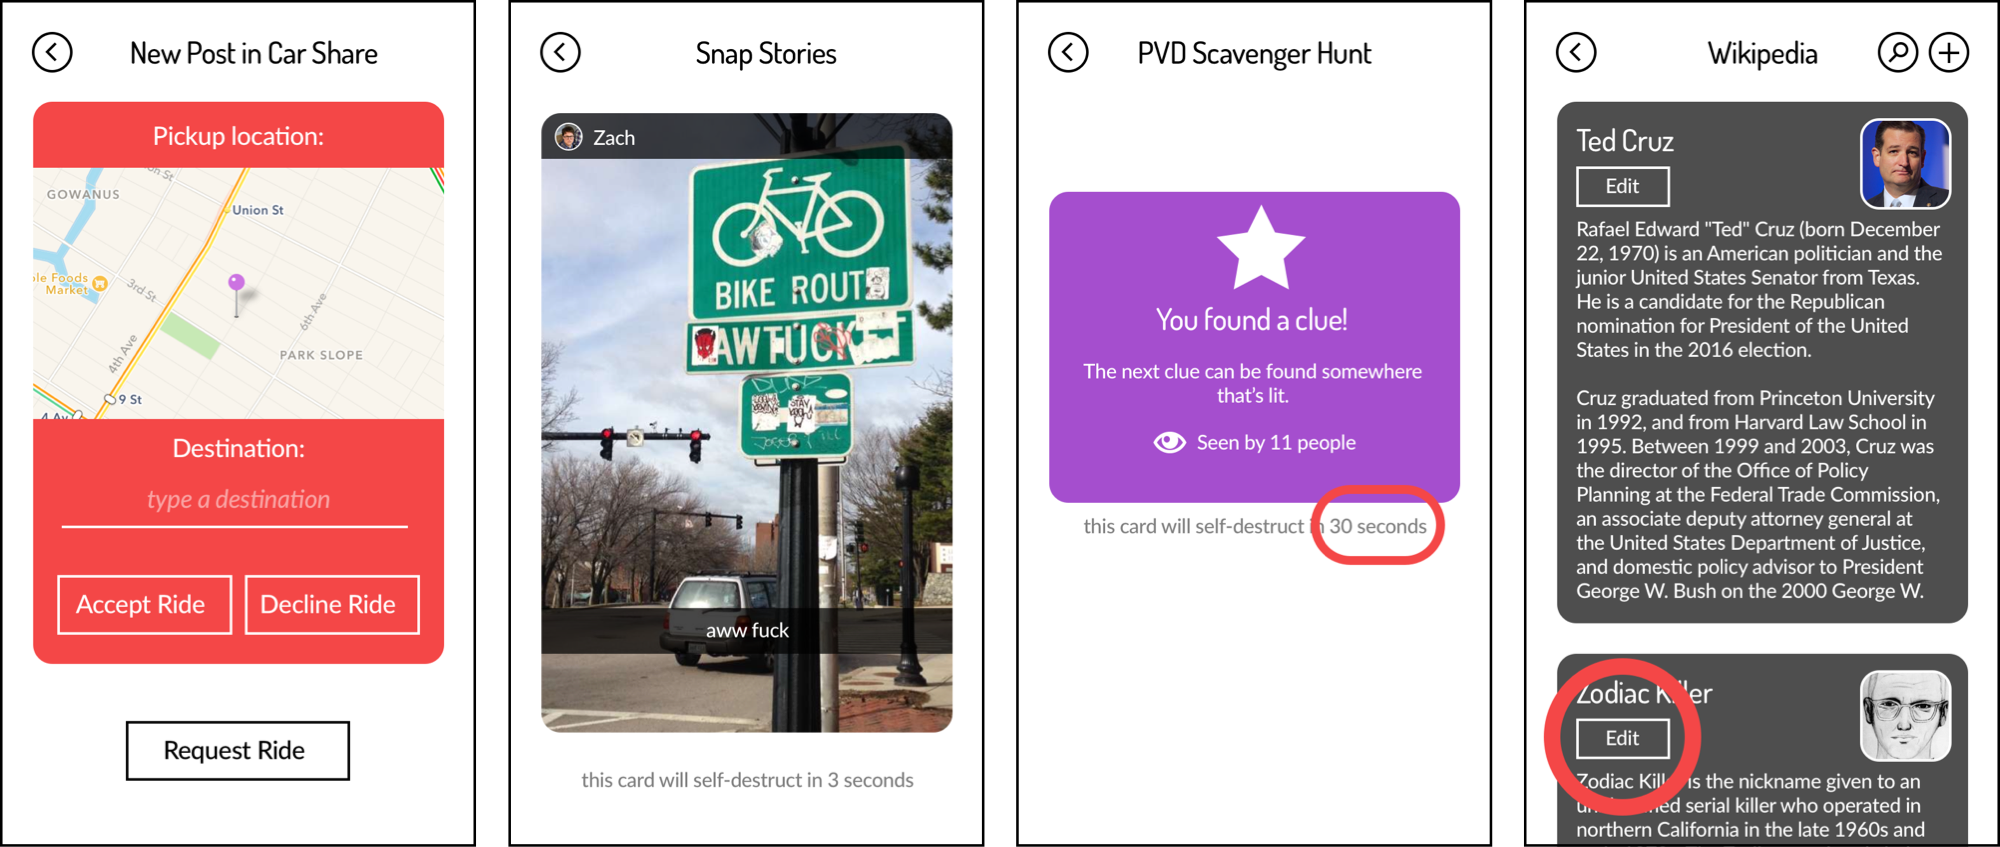 New Post in Car Share
Pickup location:
GOWANUS
on St
Union St
le Foods
Market
3rd St
6th Ave
4th Ave
PARK SLOPE
9 St
4 Av
Destination:
type a destination
Accept Ride
Decline Ride
Request Ride
Snap Stories
Zach
BIKE ROUTE
AWTUCKET
aww fuck
this card will self-destruct in 3 seconds
PVD Scavenger Hunt
You found a clue!
The next clue can be found somewhere
that's lit.
Seen by 11 people
this card will self-destruct in 30 seconds
Wikipedia
Ted Cruz
Edit
Rafael Edward "Ted" Cruz (born December
22, 1970) is an American politician and the
junior United States Senator from Texas.
He is a candidate for the Republican
nomination for President of the United
States in the 2016 election.
Cruz graduated from Princeton University
in 1992, and from Harvard Law School in
1995. Between 1999 and 2003, Cruz was
the director of the Office of Policy
Planning at the Federal Trade Commission,
an associate deputy attorney general at
the United States Department of Justice,
and domestic policy advisor to President
George W. Bush on the 2000 George W.
Zodiac Killer
Edit
Zodiac Killer is the nickname given to an
serial killer who operated in
northern California in the late 1960s and